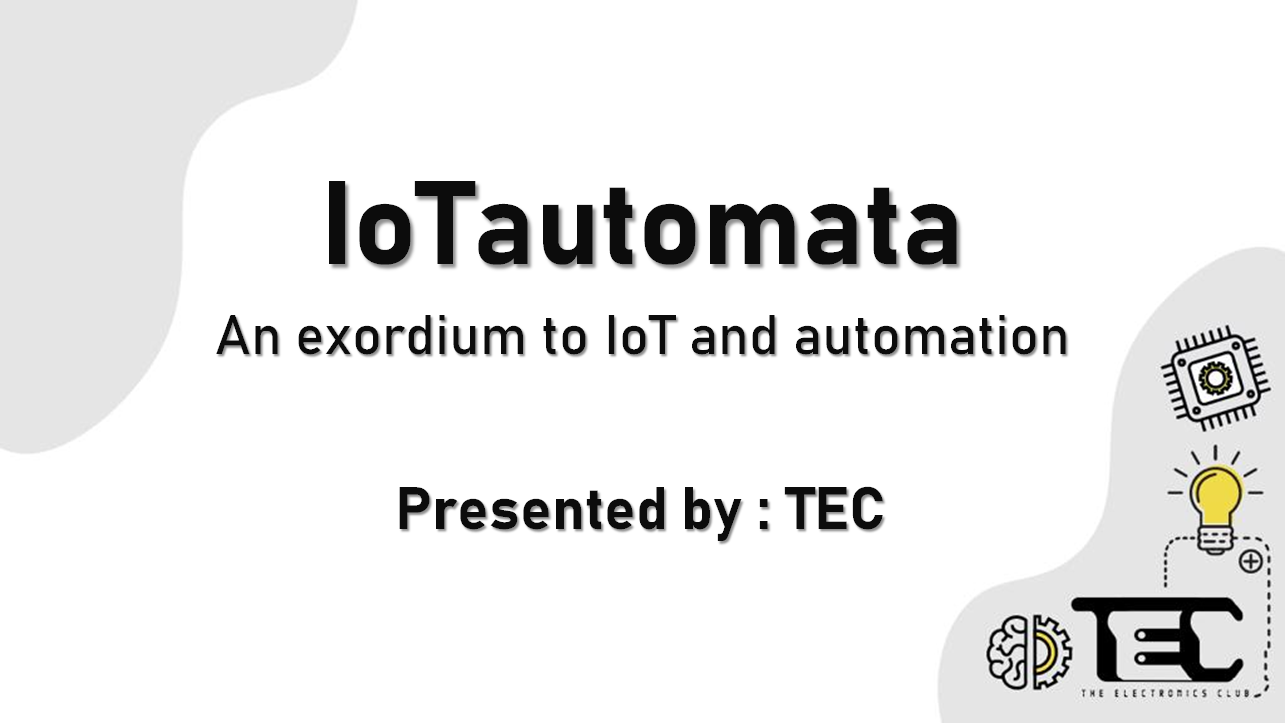 IoTautomata
An exordium to IoT and automation
Presented by : TEC
TEC
THE ELECTRONICS CLUB